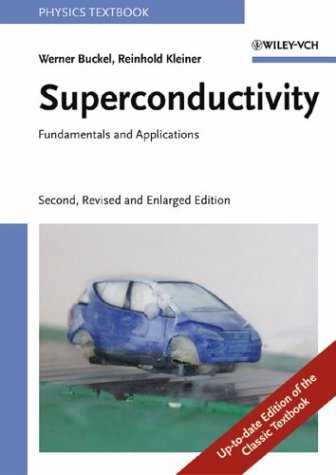 PHYSICS TEXTBOOK
WILEY-VCH
Werner Buckel, Reinhold Kleiner
Superconductivity
Fundamentals and Applications
Second, Revised and Enlarged Edition
Up-to-date Edition of the
Classic Textbook